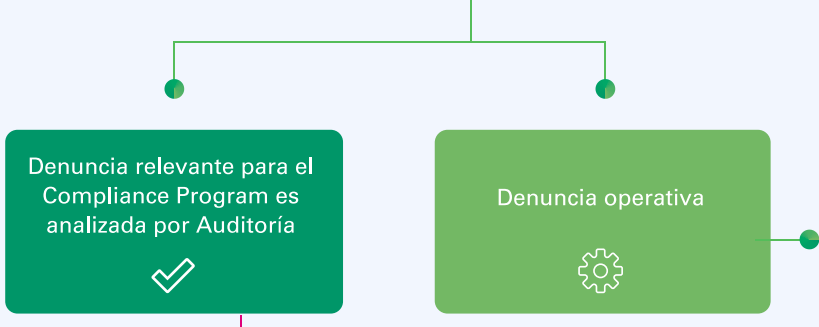 Denuncia relevante para el
Compliance Program es
analizada por Auditoría
Denuncia operativa